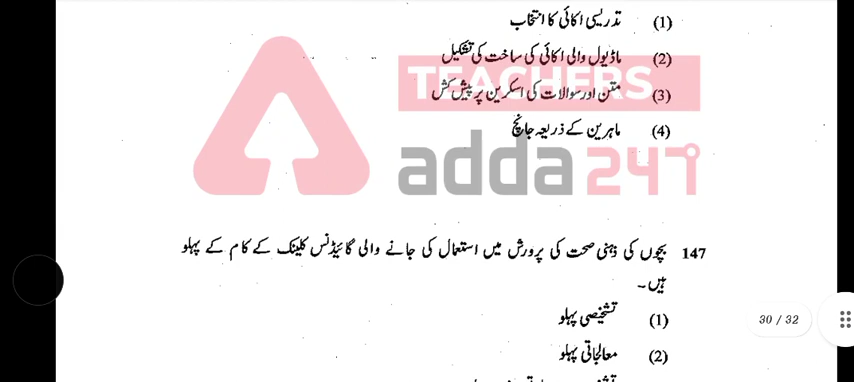 (1) تدریسی اکائی کا انتخاب
(2) ماڈیول والی اکائی کی ساخت کی تشکیل
(3) متن اور سوالات کی اسکرین پر پیش کش
(4) ماہرین کے ذریعہ جانچ
TEACHERS
adda247
147 بچوں کی ذہنی صحت کی پرورش میں استعمال کی جانے والی گائیڈنس کلینک کے کام کے پہلو
ہیں۔
(1) تشخیصی پہلو
(2) معالجاتی پہلو
30 / 32